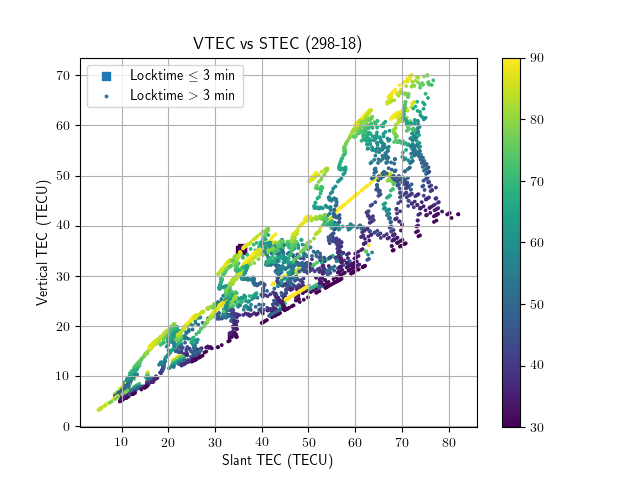 VTEC vs STEC (298-18)
Locktime ≤ 3 min
Locktime > 3 min
Vertical TEC (TECU)
70
60
50
40
30
20
10
0
10 20 30 40 50 60 70 80
Slant TEC (TECU)
90
80
70
60
50
40
30